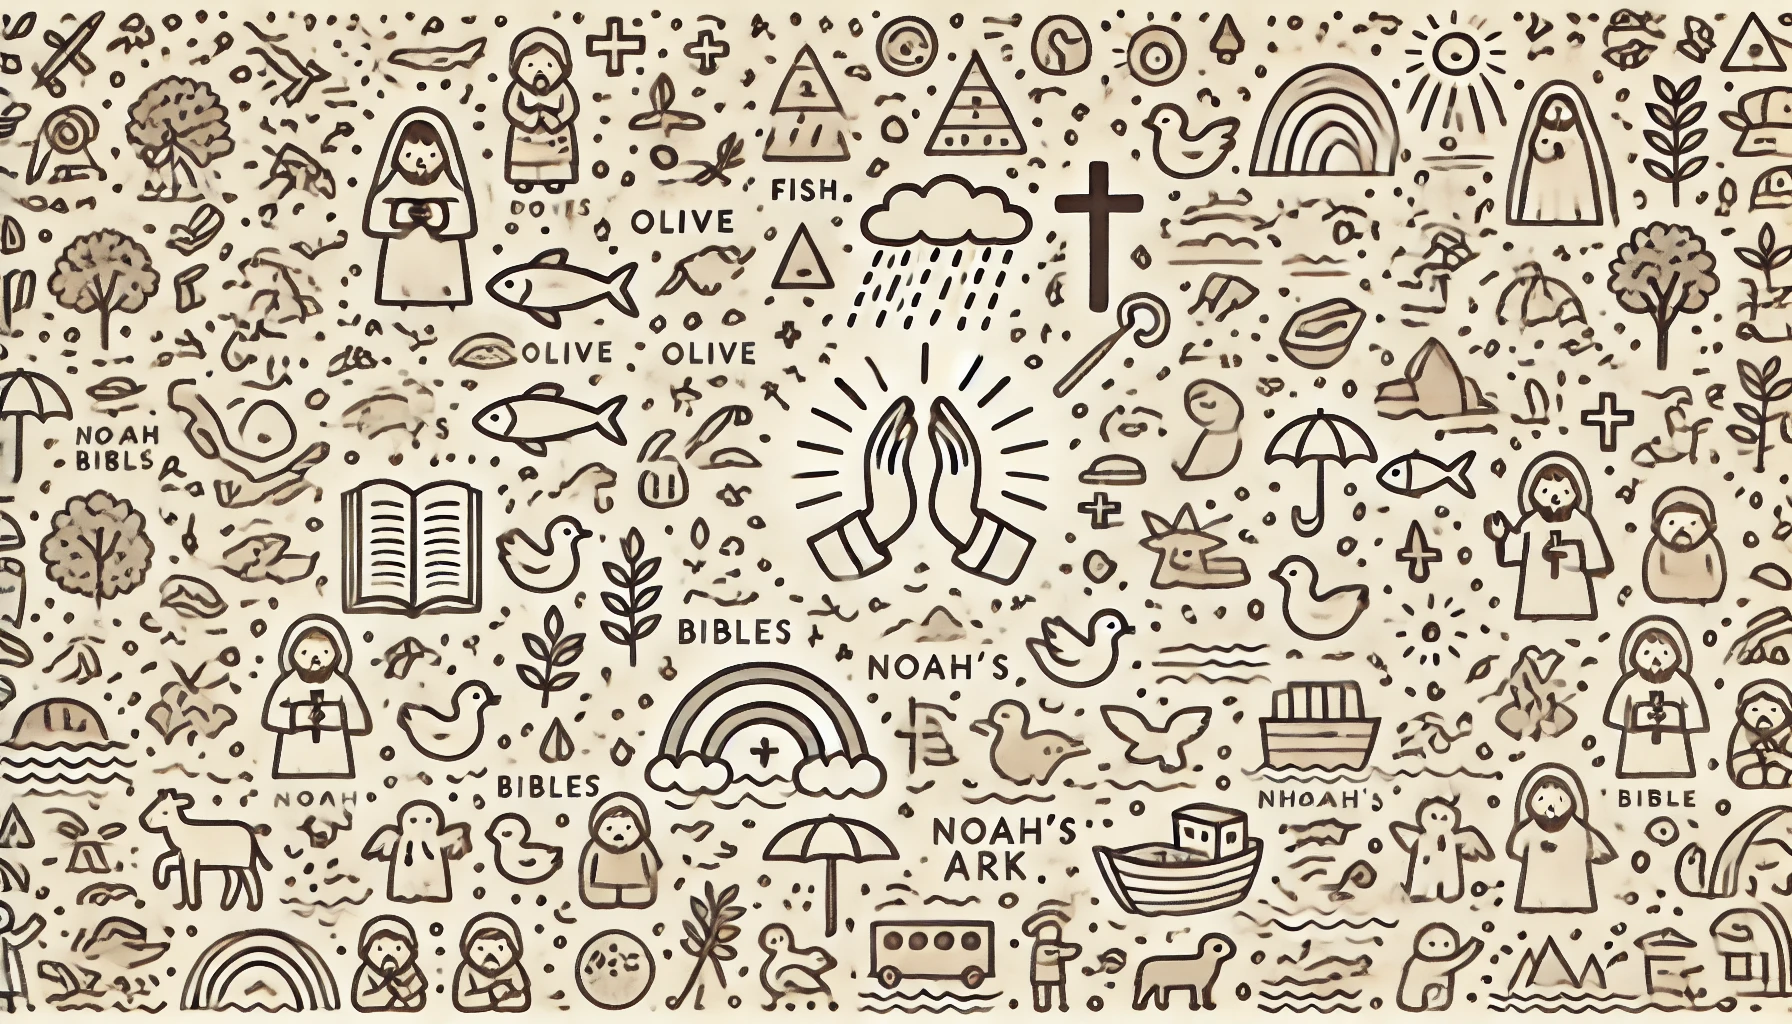 FISH.
OLIVE
OLIVE
OLIVE
NOAH
BIBLS
BIBLES
NOAH'S
BIBLES
NOAH
NHOAH'S
BIBLE
NOAH'S
ARK.